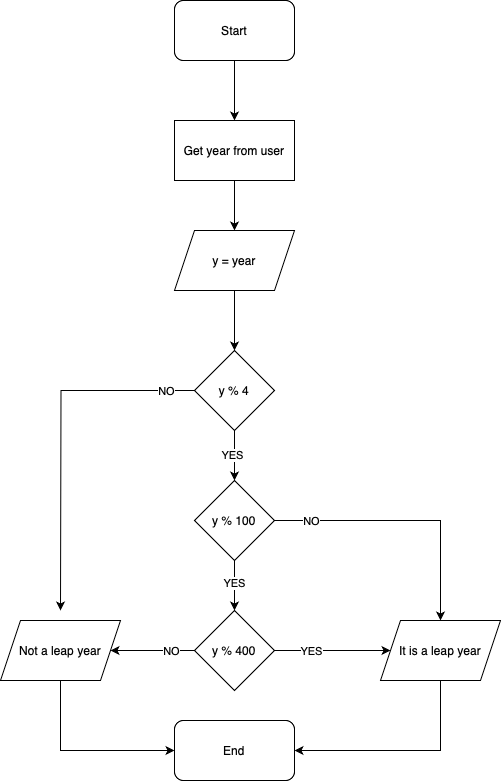 Start
Get year from user
y = year
y % 4
NO
YES
y % 100
NO
YES
Not a leap year
NO
y % 400
YES
It is a leap year
End